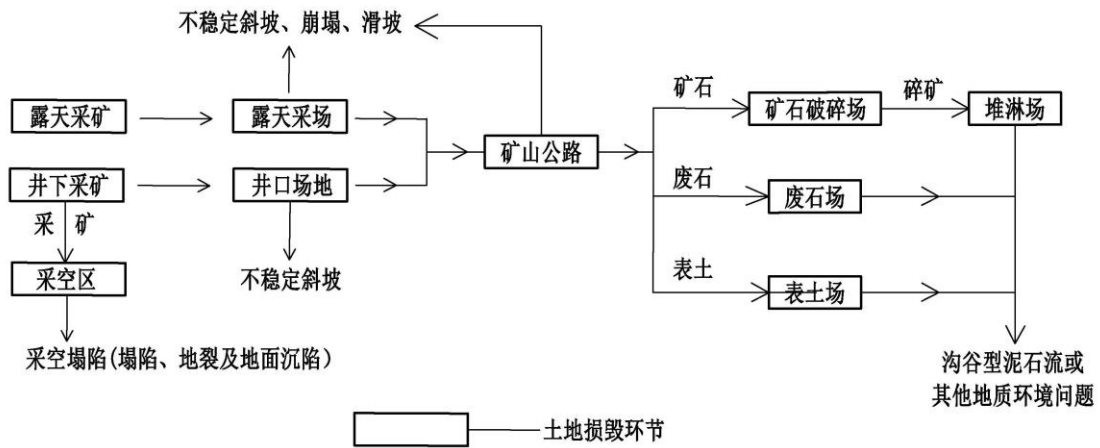 不稳定斜坡、崩塌、滑坡
矿石
碎矿
露天采矿
露天采场
矿石破碎场
堆淋场
矿山公路
井下采矿
井口场地
废石
废石场
采 矿
采空区
不稳定斜坡
表土
表土场
采空塌陷(塌陷、地裂及地面沉陷)
沟谷型泥石流或
其他地质环境问题
土地损毁环节